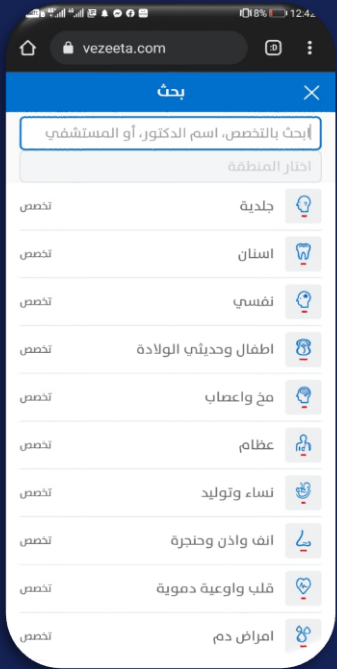 8% 12:42
vezeeta.com :D
بحث
ابحث بالتخصص، اسم الدكتور، أو المستشفي
اختار المنطقة
جلدية تخصص
اسنان تخصص
نفسي تخصص
اطفال وحديثي الولادة تخصص
مخ واعصاب تخصص
عظام تخصص
نساء وتوليد تخصص
انف واذن وحنجرة تخصص
قلب واوعية دموية تخصص
امراض دم تخصص